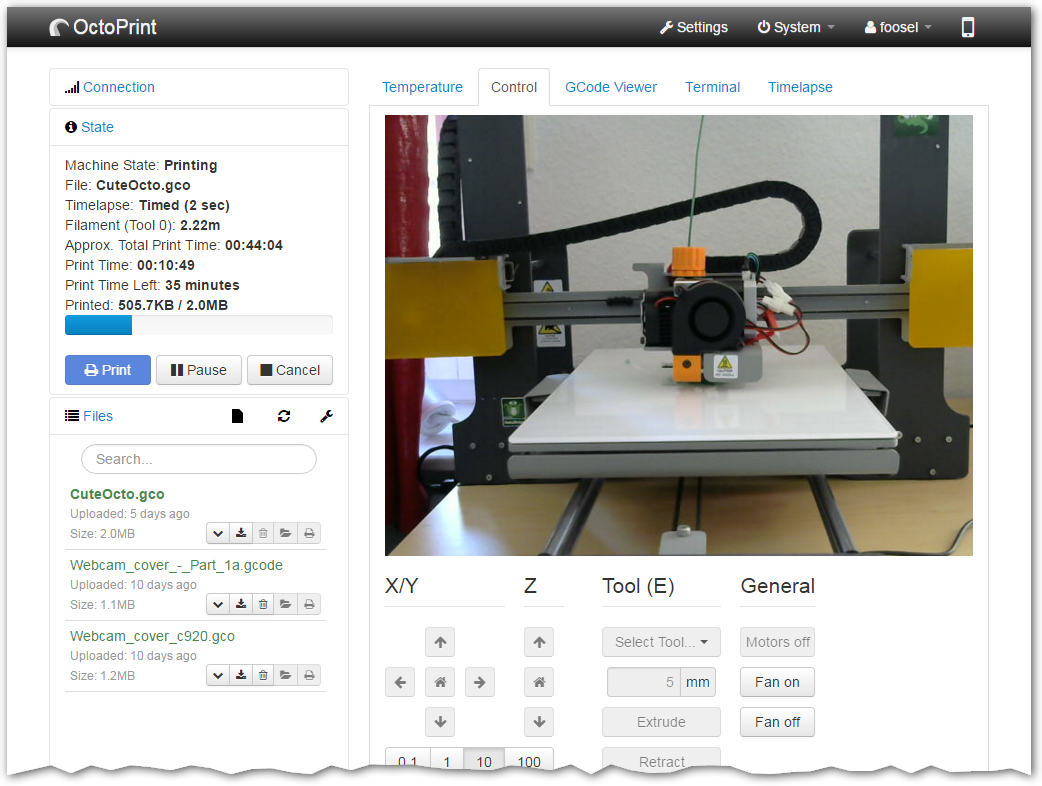 OctoPrint
Settings
System
foosel
Connection
State
Machine State: Printing
File: CuteOcto.gco
Timelapse: Timed (2 sec)
Filament (Tool 0): 2.22m
Approx. Total Print Time: 00:44:04
Print Time: 00:10:49
Print Time Left: 35 minutes
Printed: 505.7KB / 2.0MB
Print
Pause
Cancel
Files
Search...
CuteOcto.gco
Uploaded: 5 days ago
Size: 2.0MB
Webcam_cover_-_Part_1a.gcode
Uploaded: 10 days ago
Size: 1.1MB
Webcam_cover_c920.gco
Uploaded: 10 days ago
Size: 1.2MB
Temperature
Control
GCode Viewer
Terminal
Timelapse
CAUTION
X/Y
Z
Tool (E)
General
Select Tool...
Motors off
5 mm
Fan on
Extrude
Fan off
0.1
1
10
100
Retract